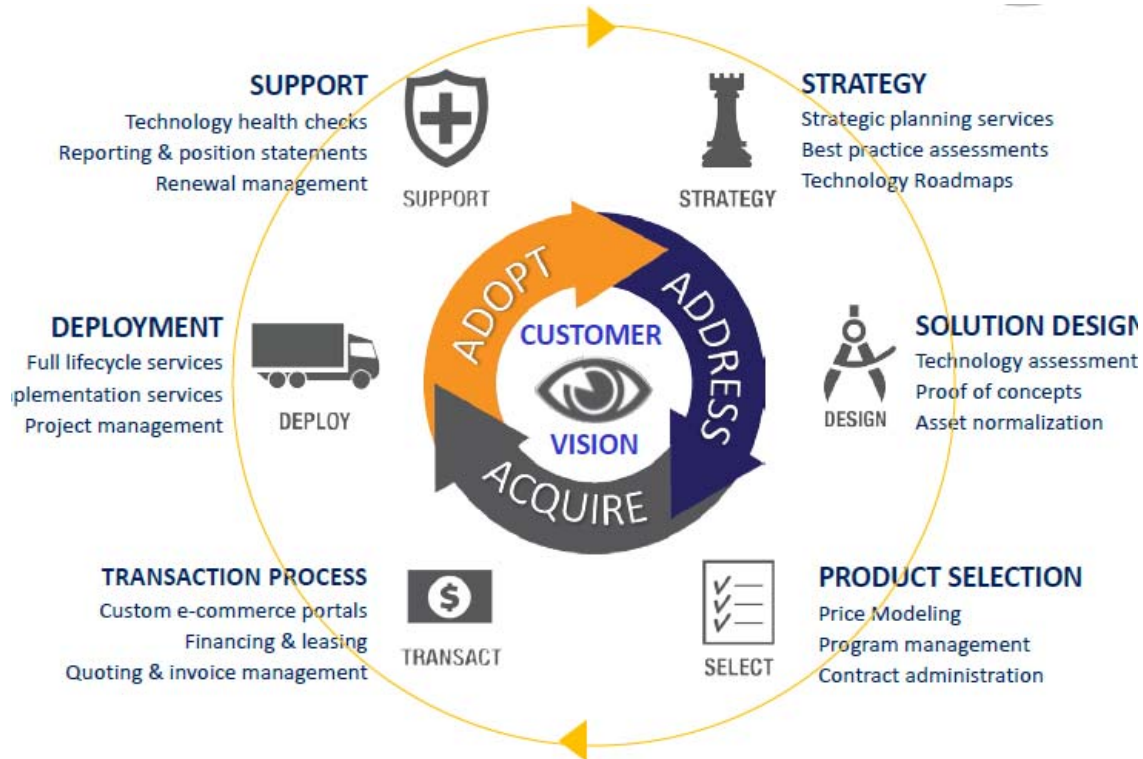 SUPPORT
Technology health checks
Reporting & position statements
Renewal management
SUPPORT
STRATEGY
Strategic planning services
Best practice assessments
Technology Roadmaps
STRATEGY
ADOPT
ADDRESS
ACQUIRE
CUSTOMER
VISION
DEPLOYMENT
Full lifecycle services
services
Project management
DEPLOY
SOLUTION DESIGN
Technology assessment
Proof of concepts
Asset normalization
DESIGN
TRANSACTION PROCESS
Custom e-commerce portals
Financing & leasing
Quoting & invoice management
TRANSACT
PRODUCT SELECTION
Price Modeling
Program management
Contract administration
SELECT